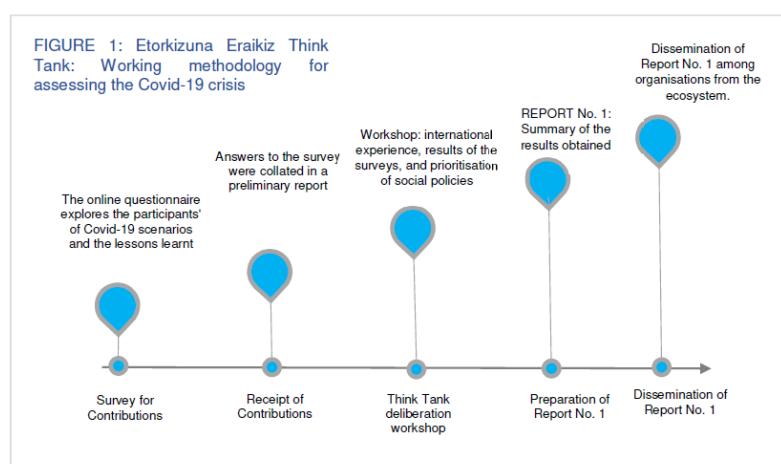 FIGURE 1: Etorkizuna Eraikiz Think
Tank: Working methodology for
assessing the Covid-19 crisis
The online questionnaire
explores the participants'
of Covid-19 scenarios
and the lessons learnt
Answers to the survey
were collated in a
preliminary report
Workshop: international
experience, results of the
surveys, and prioritisation
of social policies
REPORT No. 1:
Summary of the
results obtained
Dissemination of
Report No. 1 among
organisations from the
ecosystem.
Survey for
Contributions
Receipt of
Contributions
Think Tank
deliberation
workshop
Preparation of
Report No. 1
Dissemination of
Report No. 1